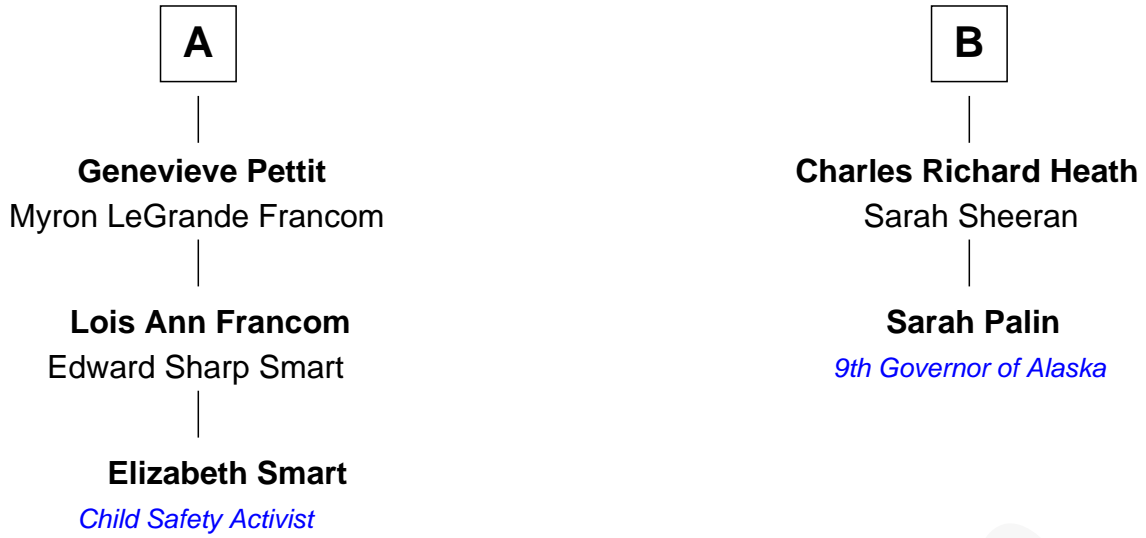 A
Genevieve Pettit
Myron LeGrande Francom
Lois Ann Francom
Edward Sharp Smart
Elizabeth Smart
Child Safety Activist
B
Charles Richard Heath
Sarah Sheeran
Sarah Palin
9th Governor of Alaska